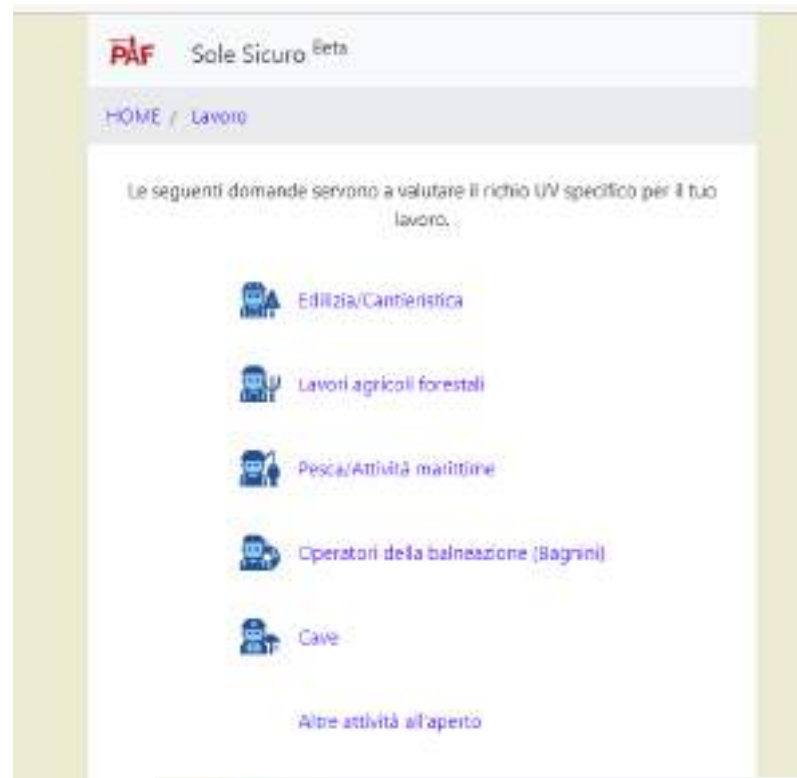 PAF Sole Sicuro Beta
HOME / Lavoro
Le seguenti domande servono a valutare il richio UV specifico per il tuo
lavoro.
Edilizia/Cantieristica
Lavori agricoli forestali
Pesca/Attività marittime
Operatori della balneazione (Bagnini)
Cave
Altre attività all'aperto